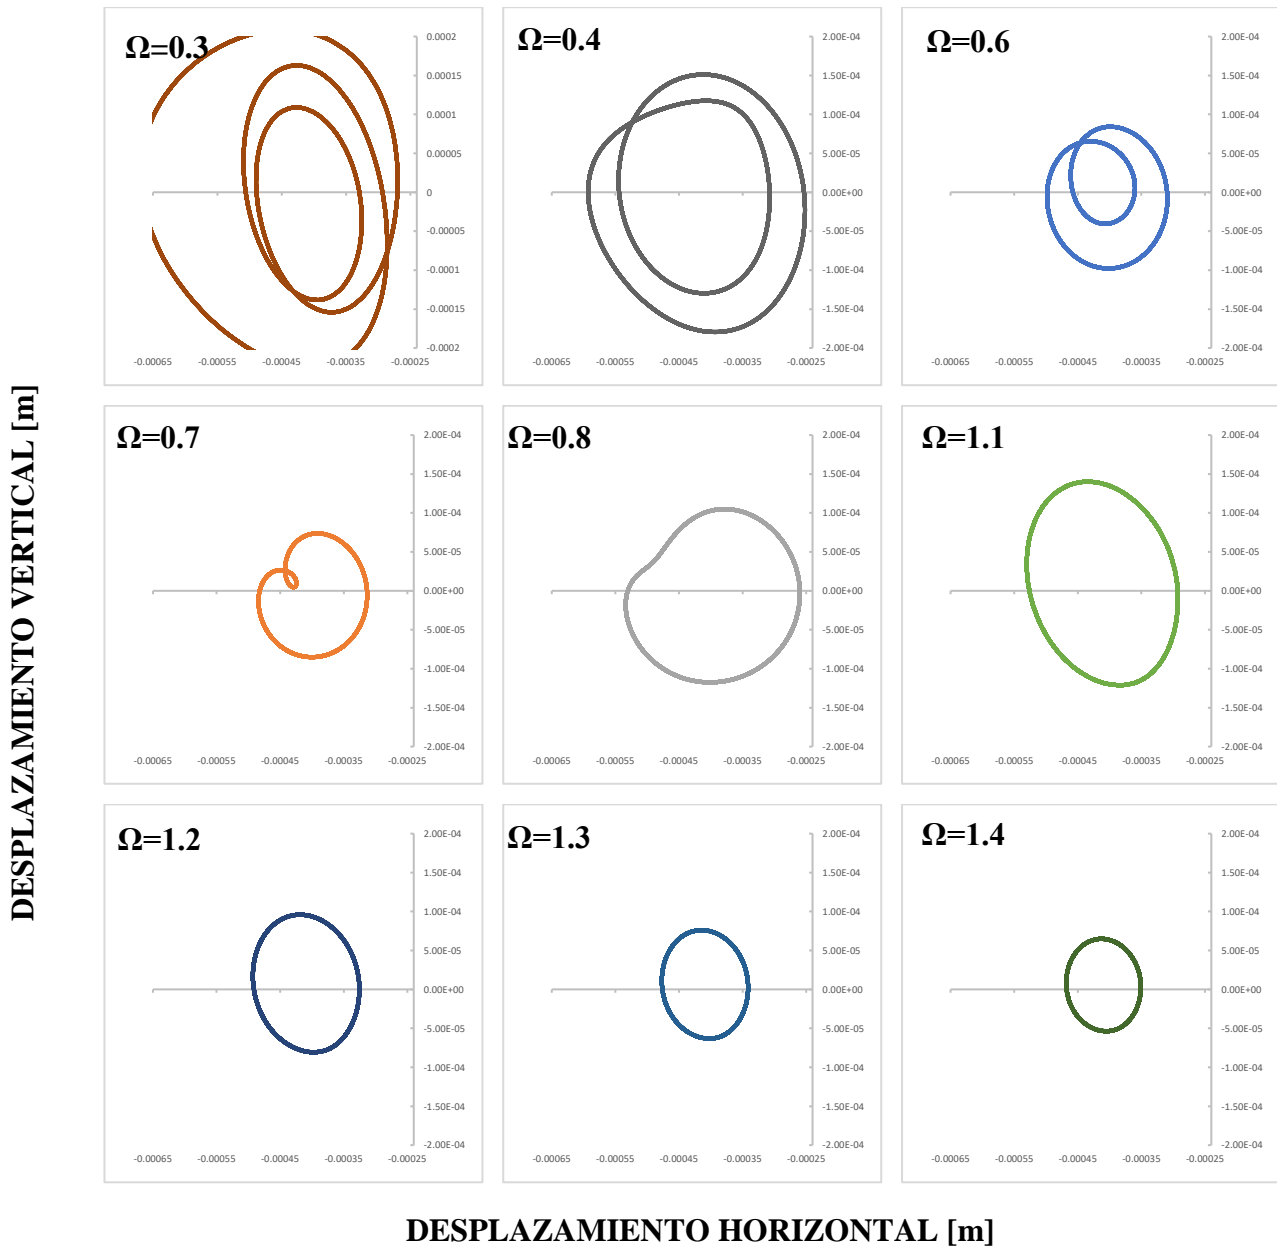 Ω=0.3
0.0002
0.00015
0.0001
0.00005
0
-0.00005
-0.0001
-0.00015
-0.0002
-0.00065 -0.00055 -0.00045 -0.00035 -0.00025
Ω=0.4
2.00E-04
1.50E-04
1.00E-04
5.00E-05
0.00E+00
-5.00E-05
-1.00E-04
-1.50E-04
-2.00E-04
-0.00065 -0.00055 -0.00045 -0.00035 -0.00025
Ω=0.6
2.00E-04
1.50E-04
1.00E-04
5.00E-05
0.00E+00
-5.00E-05
-1.00E-04
-1.50E-04
-2.00E-04
-0.00065 -0.00055 -0.00045 -0.00035 -0.00025
Ω=0.7
2.00E-04
1.50E-04
1.00E-04
5.00E-05
0.00E+00
-5.00E-05
-1.00E-04
-1.50E-04
-2.00E-04
-0.00065 -0.00055 -0.00045 -0.00035 -0.00025
Ω=0.8
2.00E-04
1.50E-04
1.00E-04
5.00E-05
0.00E+00
-5.00E-05
-1.00E-04
-1.50E-04
-2.00E-04
-0.00065 -0.00055 -0.00045 -0.00035 -0.00025
Ω=1.1
2.00E-04
1.50E-04
1.00E-04
5.00E-05
0.00E+00
-5.00E-05
-1.00E-04
-1.50E-04
-2.00E-04
-0.00065 -0.00055 -0.00045 -0.00035 -0.00025
Ω=1.2
2.00E-04
1.50E-04
1.00E-04
5.00E-05
0.00E+00
-5.00E-05
-1.00E-04
-1.50E-04
-2.00E-04
-0.00065 -0.00055 -0.00045 -0.00035 -0.00025
Ω=1.3
2.00E-04
1.50E-04
1.00E-04
5.00E-05
0.00E+00
-5.00E-05
-1.00E-04
-1.50E-04
-2.00E-04
-0.00065 -0.00055 -0.00045 -0.00035 -0.00025
Ω=1.4
2.00E-04
1.50E-04
1.00E-04
5.00E-05
0.00E+00
-5.00E-05
-1.00E-04
-1.50E-04
-2.00E-04
-0.00065 -0.00055 -0.00045 -0.00035 -0.00025
DESPLAZAMIENTO VERTICAL [m]
DESPLAZAMIENTO HORIZONTAL [m]